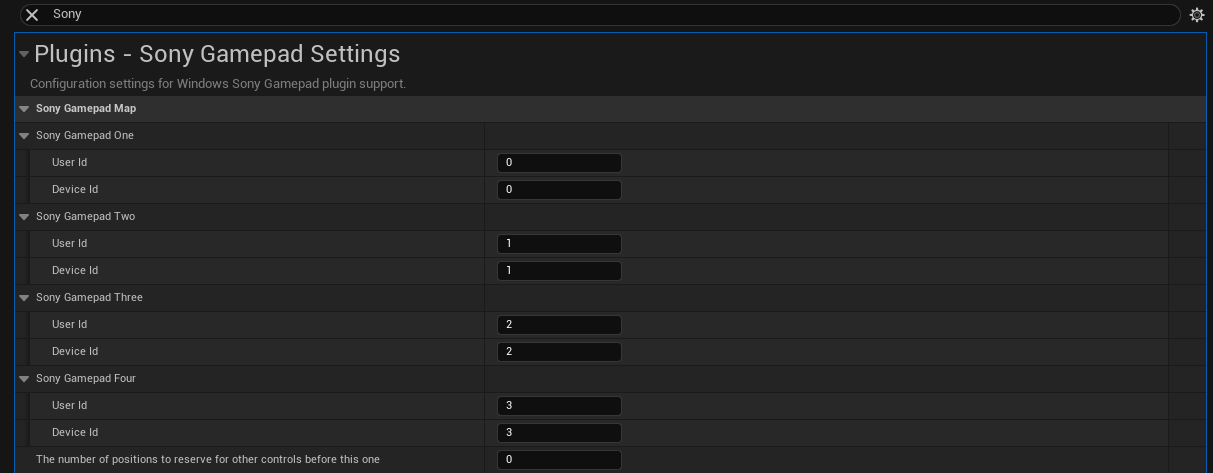 Sony
Plugins - Sony Gamepad Settings
Configuration settings for Windows Sony Gamepad plugin support.
Sony Gamepad Map
Sony Gamepad One
User Id 0
Device Id 0
Sony Gamepad Two
User Id 1
Device Id 1
Sony Gamepad Three
User Id 2
Device Id 2
Sony Gamepad Four
User Id 3
Device Id 3
The number of positions to reserve for other controls before this one 0